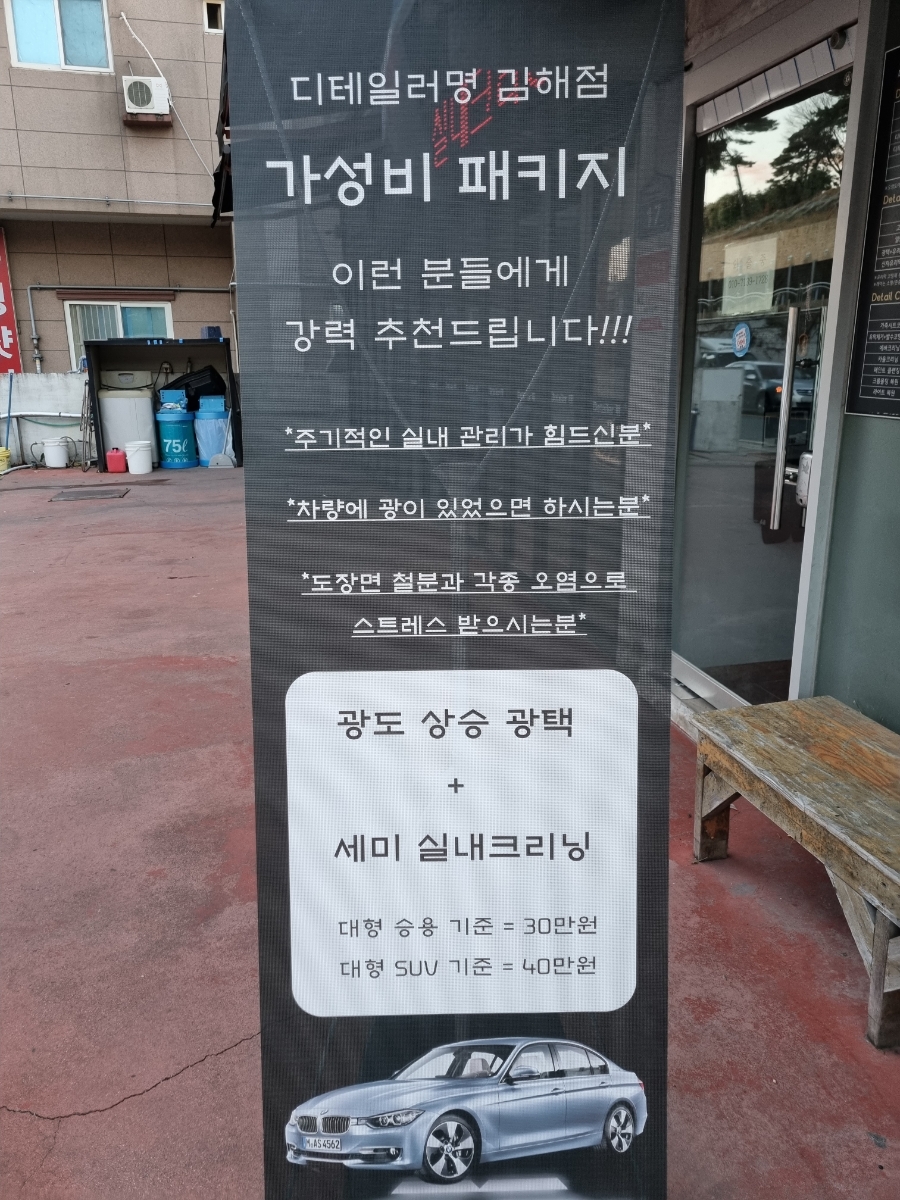 디테일러명 김해점
가성비 패키지
이런 분들에게
강력 추천드립니다!!!
*주기적인 실내 관리가 힘드신분*
*차량에 광이 있었으면 하시는분*
*도장면 철분과 각종 오염으로
스트레스 받으시는분*
광도 상승 광택
+
세미 실내크리닝
대형 승용 기준 = 30만원
대형 SUV 기준 = 40만원
M AS 4562
75ℓ